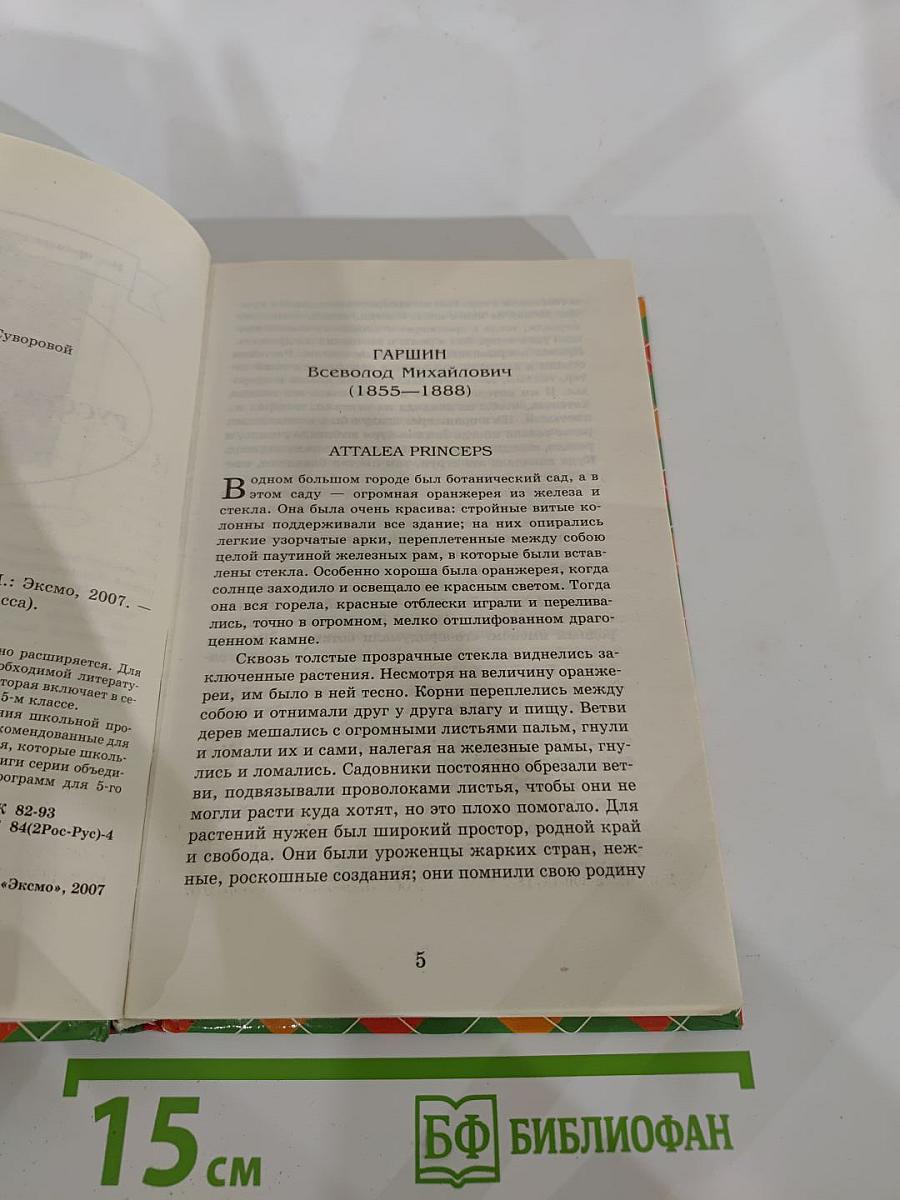 Суворовой
Эксмо, 2007. —
сса).
но расширяется. Для
обходимой литерату-
торая включает в се-
5-м классе.
ния школьной про-
комендованные для
я, которые школь-
иги серии объеди-
рограмм для 5-го
82-93
84(2Рос-Рус)-4
«Эксмо», 2007
ГАРШИН
Всеволод Михайлович
(1855—1888)
ATTALEA PRINCEPS
В одном большом городе был ботанический сад, а в
этом саду — огромная оранжерея из железа и
стекла. Она была очень красива: стройные витые ко-
лонны поддерживали все здание; на них опирались
легкие узорчатые арки, переплетенные между собою
целой паутиной железных рам, в которые были встав-
лены стекла. Особенно хороша была оранжерея, когда
солнце заходило и освещало ее красным светом. Тогда
она вся горела, красные отблески играли и перелива-
лись, точно в огромном, мелко отшлифованном драго-
ценном камне.
Сквозь толстые прозрачные стекла виднелись за-
ключенные растения. Несмотря на величину оранже-
реи, им было в ней тесно. Корни переплелись между
собою и отнимали друг у друга влагу и пищу. Ветви
дерев мешались с огромными листьями пальм, гнули
и ломали их и сами, налегая на железные рамы, гну-
лись и ломались. Садовники постоянно обрезали вет-
ви, подвязывали проволоками листья, чтобы они не
могли расти куда хотят, но это плохо помогало. Для
растений нужен был широкий простор, родной край
и свобода. Они были уроженцы жарких стран, неж-
ные, роскошные создания; они помнили свою родину
5
15 см
БФ БИБЛИОФАН